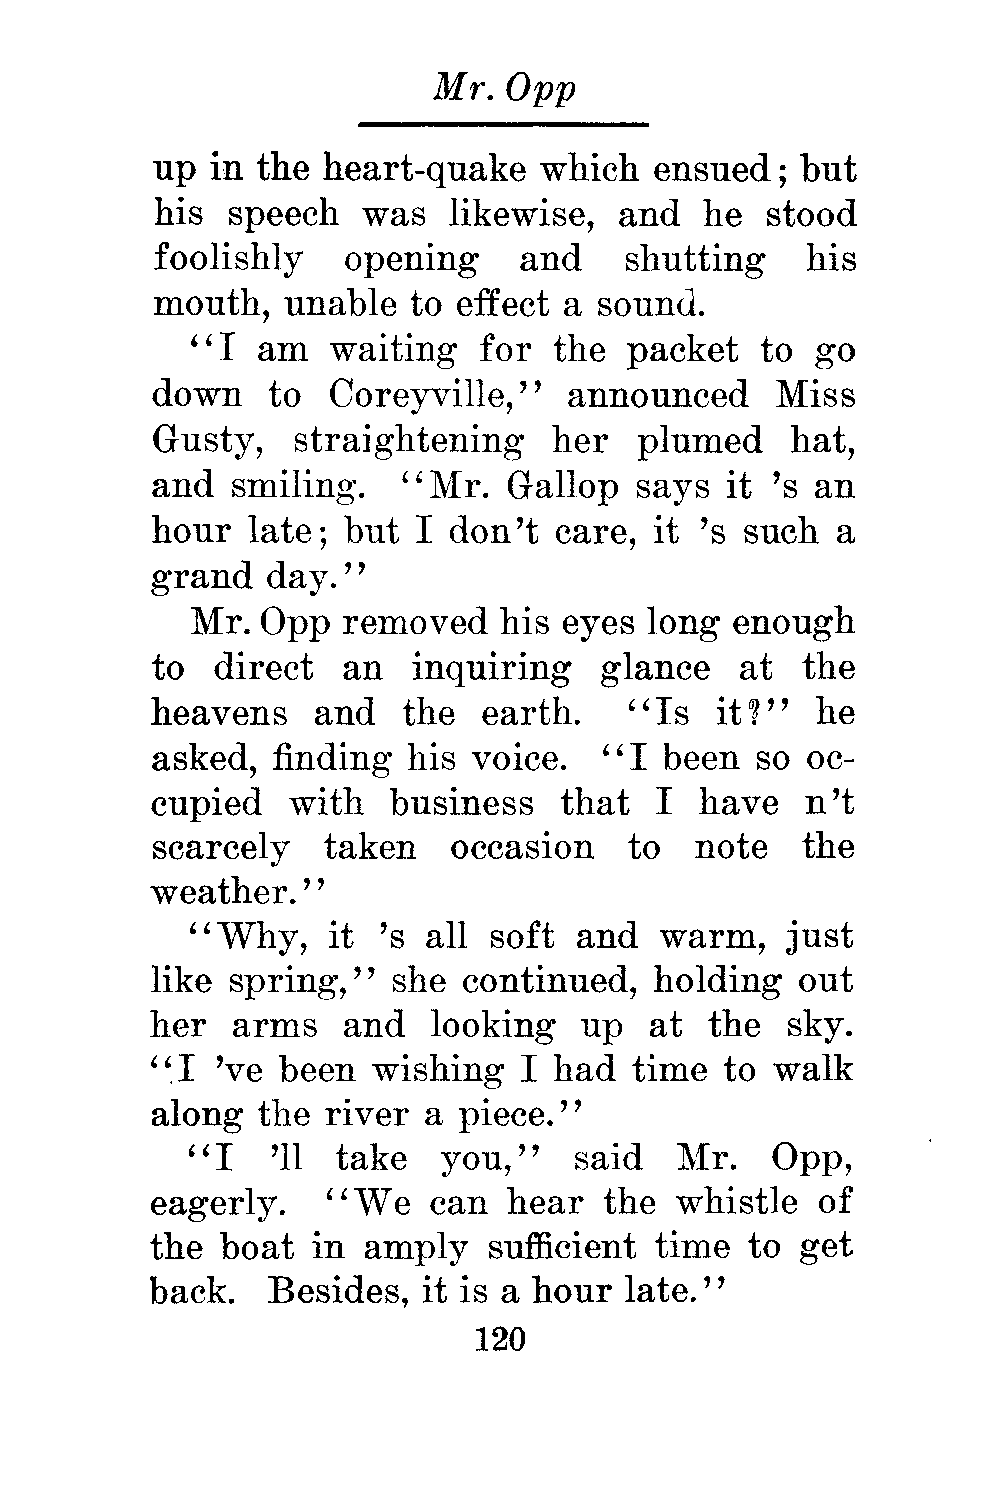 Mr. Opp
up in the heart-quake which ensued; but
his speech was likewise, and he stood
foolishly opening and shutting his
mouth, unable to effect a sound.
"I am waiting for the packet to go
down to Coreyville," announced Miss
Gusty, straightening her plumed hat,
and smiling. "Mr. Gallop says it 's an
hour late; but I don't care, it 's such a
grand day."
Mr. Opp removed his eyes long enough
to direct an inquiring glance at the
heavens and the earth. "Is it?" he
asked, finding his voice. "I been so oc-
cupied with business that I have n't
scarcely taken occasion to note the
weather."
"Why, it 's all soft and warm, just
like spring," she continued, holding out
her arms and looking up at the sky.
"I 've been wishing I had time to walk
along the river a piece."
"I 'll take you," said Mr. Opp,
eagerly. "We can hear the whistle of
the boat in amply sufficient time to get
back. Besides, it is a hour late."
120